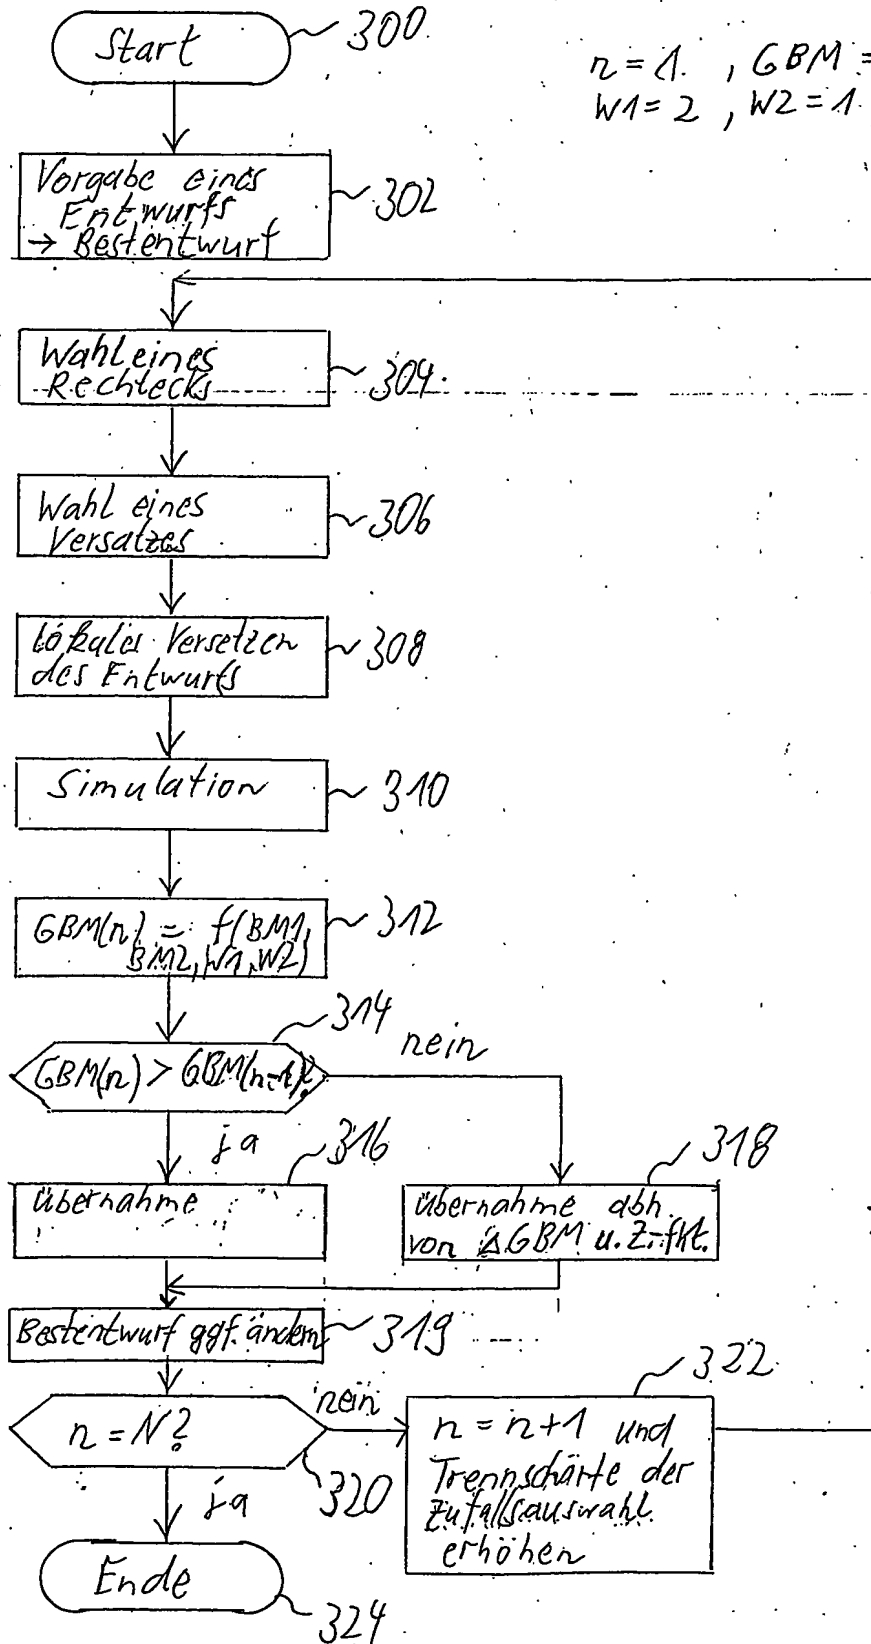 Start
300
n = 1. , GBM =
W1 = 2 , W2 = 1
Vorgabe eines
Entwurfs
→ Bestentwurf
302
Wahl eines
Rechtecks
304
Wahl eines
Versatzes
306
Lokales Versetzen
des Entwurfs
308
Simulation
310
GBM(n) = f(BM1,
BM2, W1, W2)
312
314
GBM(n) > GBM(n-1)?
nein
ja
316
318
Übernahme
Übernahme abh.
von ΔGBM u. Z-fkt.
Bestentwurf ggf. ändern
319
n = N?
nein
320
ja
322
n = n+1 und
Trennschärfe der
Zufallsauswahl
erhöhen
Ende
324